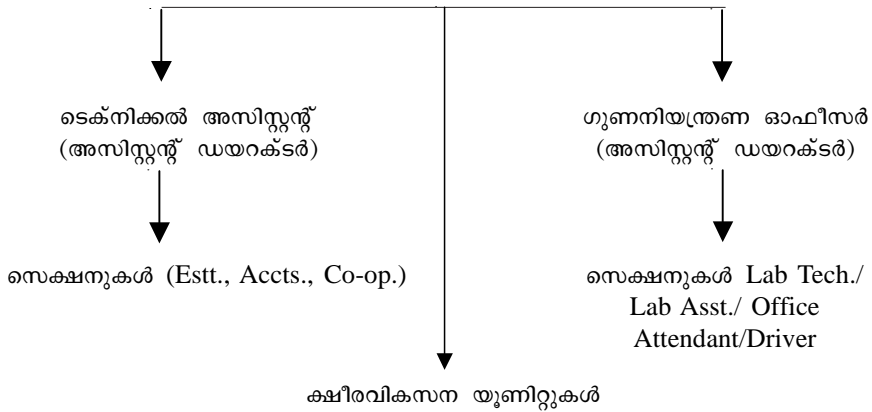 ടെക്നിക്കൽ അസിസ്റ്റന്റ്
(അസിസ്റ്റന്റ് ഡയറക്ടർ)
ഗുണനിയന്ത്രണ ഓഫീസർ
(അസിസ്റ്റന്റ് ഡയറക്ടർ)
സെക്ഷനുകൾ (Estt., Accts., Co-op.)
സെക്ഷനുകൾ Lab Tech./
Lab Asst./ Office
Attendant/Driver
ക്ഷീരവികസന യൂണിറ്റുകൾ